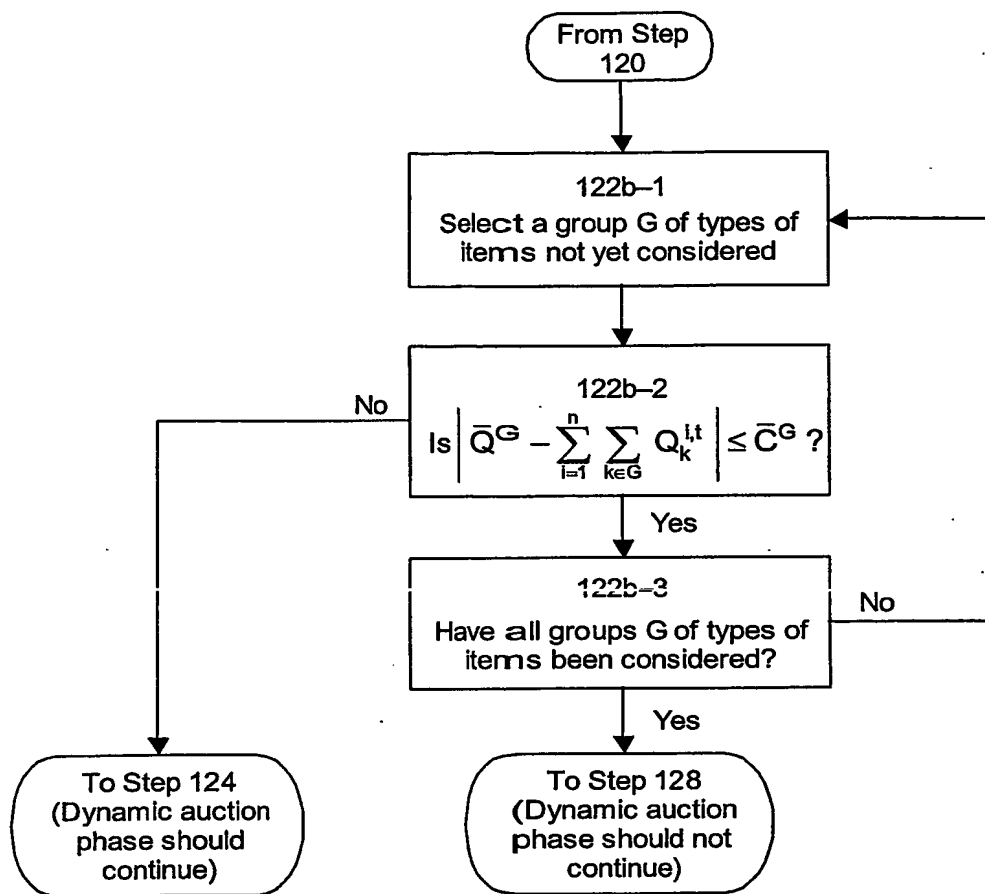 From Step
120
122b–1
Select a group G of types of
items not yet considered
122b–2
No
Is | Q̄^G − ∑_{i=1}^{n} ∑_{k∈G} Q_k^{i,t} | ≤ C̄^G ?
Yes
122b–3
No
Have all groups G of types of
items been considered?
Yes
To Step 124
(Dynamic auction
phase should
continue)
To Step 128
(Dynamic auction
phase should not
continue)